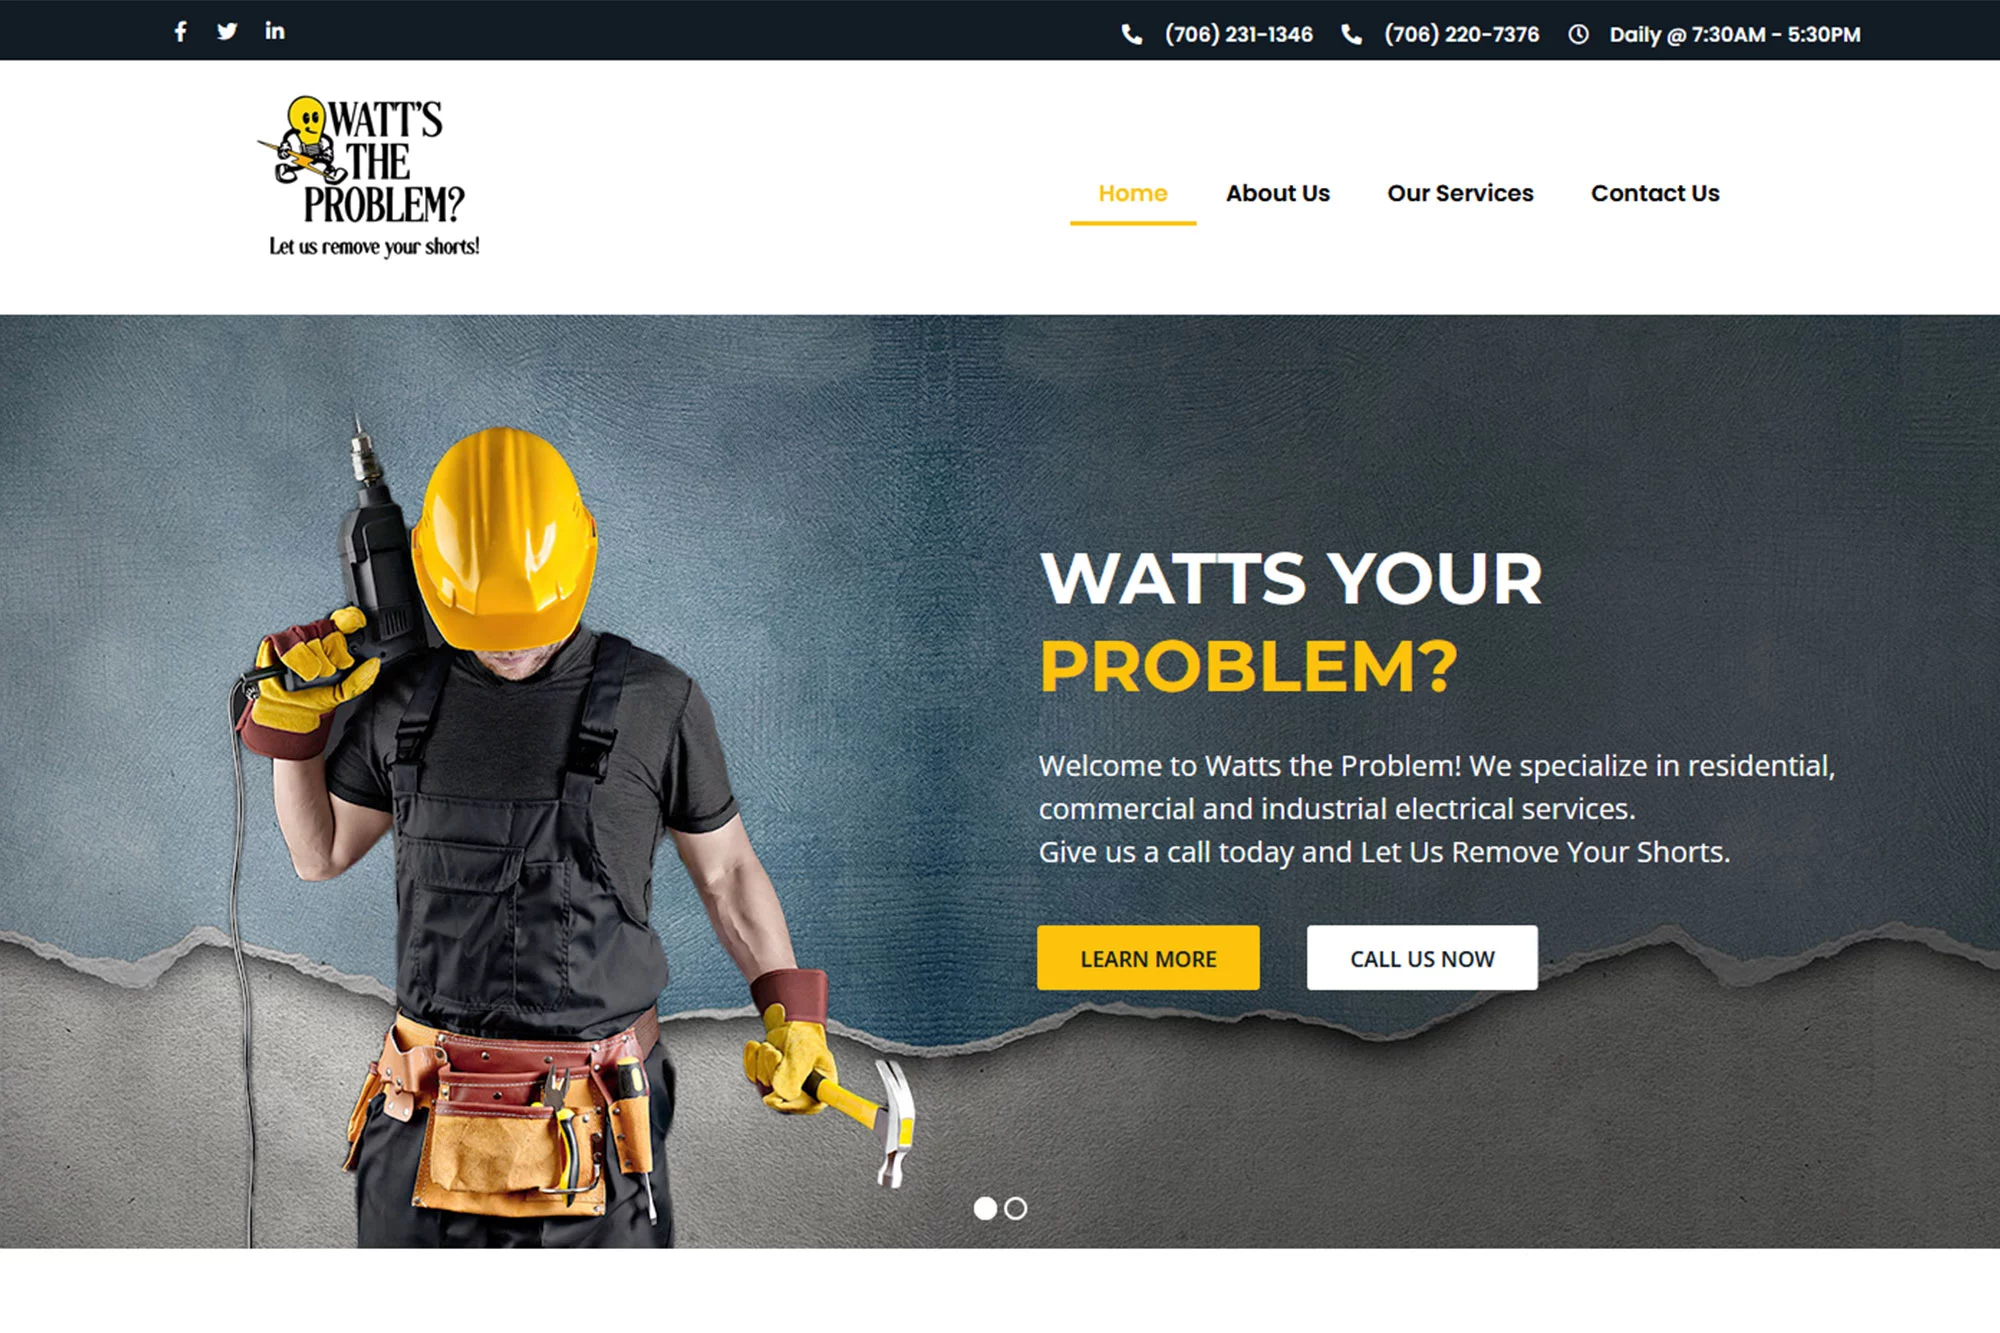 (706) 231-1346 (706) 220-7376 Daily @ 7:30AM - 5:30PM
WATT'S
THE
PROBLEM?
Let us remove your shorts!
Home About Us Our Services Contact Us
WATTS YOUR
PROBLEM?
Welcome to Watts the Problem! We specialize in residential,
commercial and industrial electrical services.
Give us a call today and Let Us Remove Your Shorts.
LEARN MORE CALL US NOW